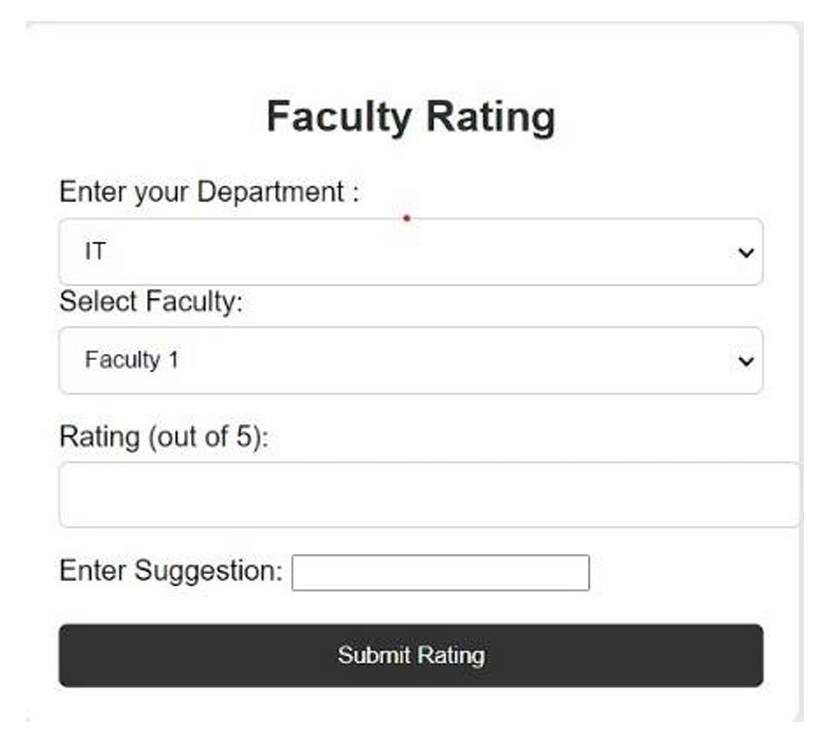 Faculty Rating
Enter your Department :
IT
Select Faculty:
Faculty 1
Rating (out of 5):
Enter Suggestion:
Submit Rating